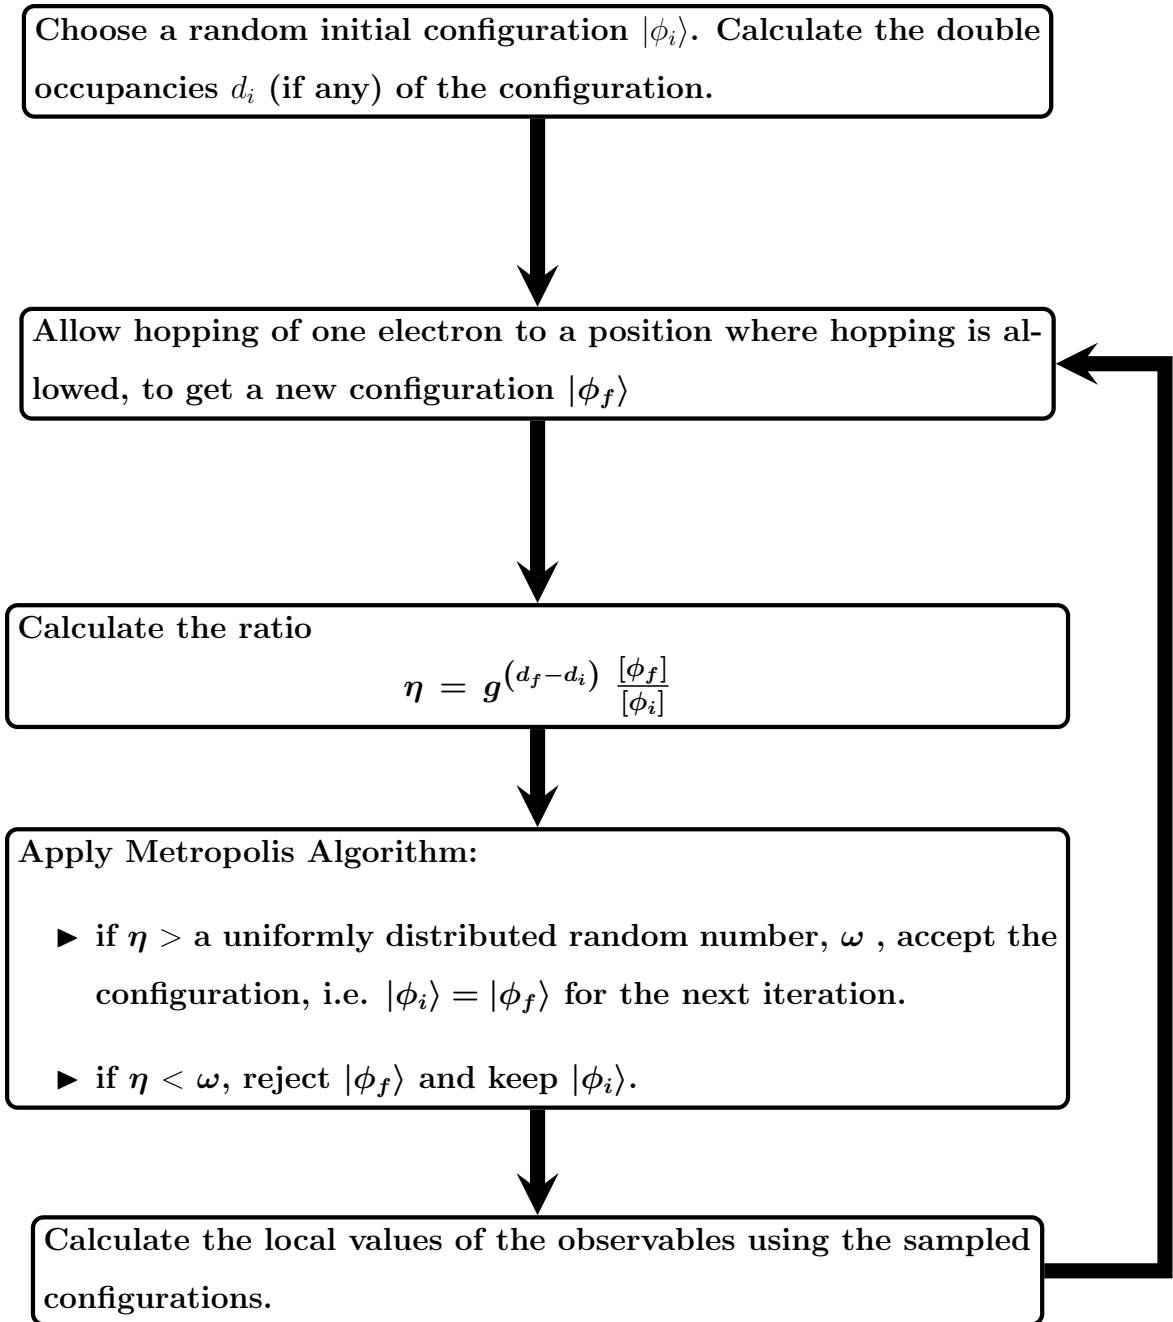 Choose a random initial configuration |ϕᵢ⟩. Calculate the double
occupancies dᵢ (if any) of the configuration.
Allow hopping of one electron to a position where hopping is al-
lowed, to get a new configuration |ϕ_f⟩
Calculate the ratio
η = g^(d_f−d_i) [ϕ_f]/[ϕ_i]
Apply Metropolis Algorithm:
▶ if η > a uniformly distributed random number, ω , accept the
configuration, i.e. |ϕ_i⟩ = |ϕ_f⟩ for the next iteration.
▶ if η < ω, reject |ϕ_f⟩ and keep |ϕ_i⟩.
Calculate the local values of the observables using the sampled
configurations.